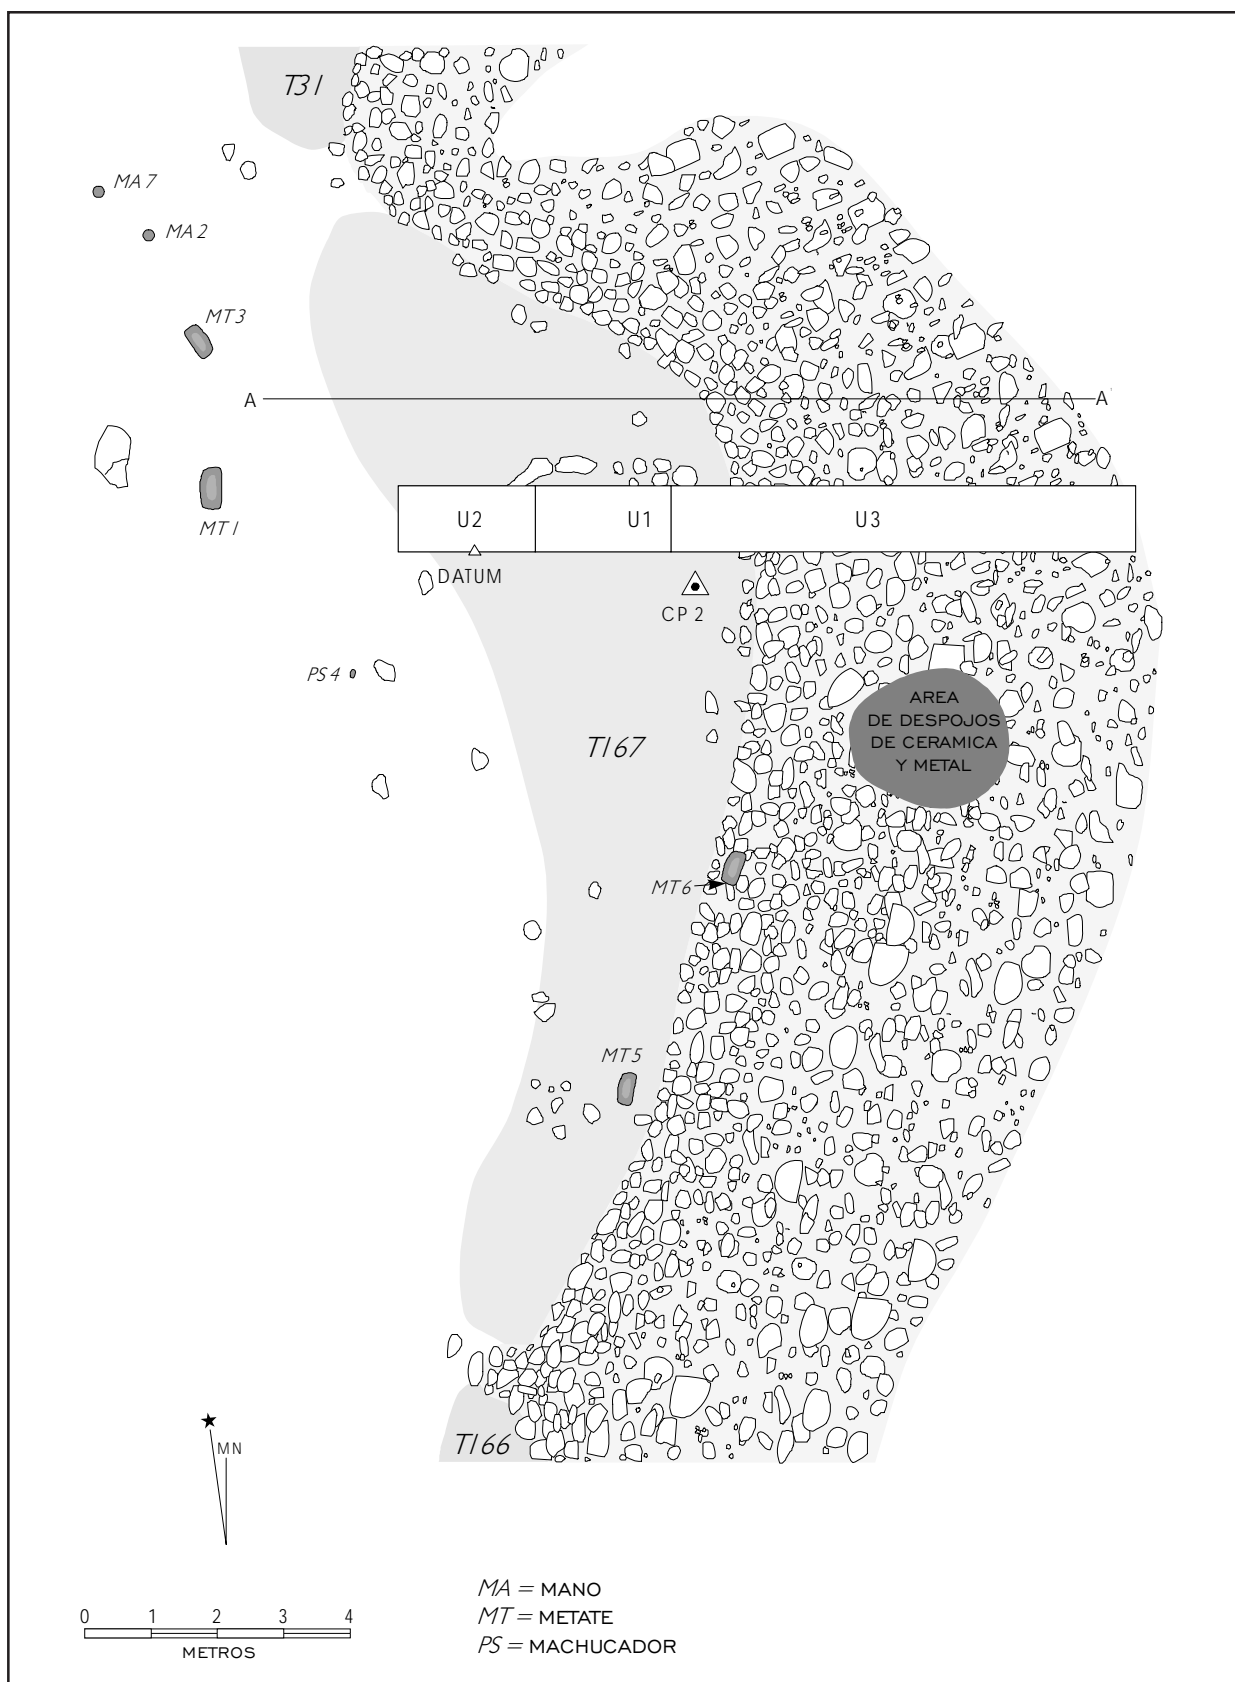 T31
MA 7
MA 2
MT3
A A'
MT1
U2 U1 U3
DATUM
CP 2
PS 4
AREA
DE DESPOJOS
DE CERAMICA
Y METAL
T167
MT6
MT5
T166
MN
0 1 2 3 4
METROS
MA = MANO
MT = METATE
PS = MACHUCADOR